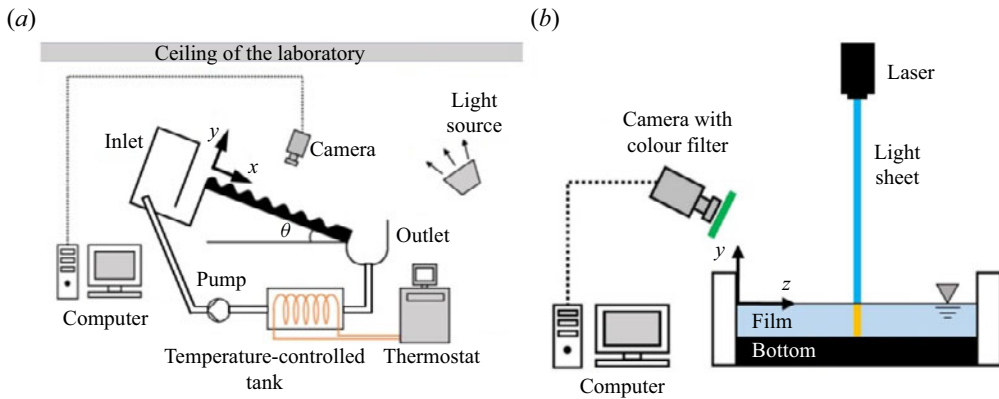 (a)
Ceiling of the laboratory
Light
source
Inlet
y
x
Camera
θ
Outlet
Pump
Computer
Temperature-controlled
tank
Thermostat
(b)
Laser
Camera with
colour filter
Light
sheet
y
z
Film
Bottom
Computer